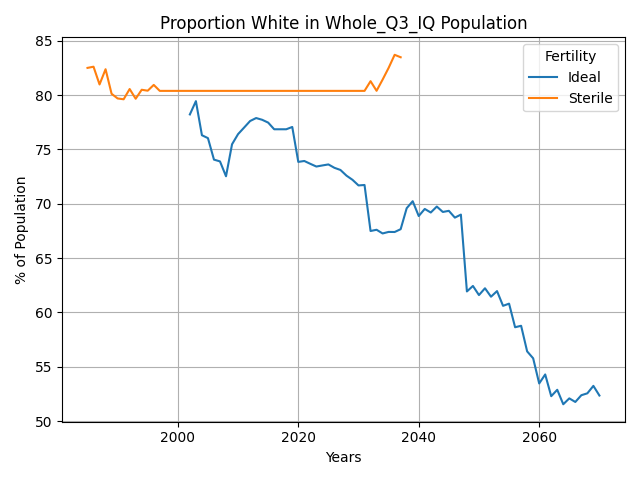 Proportion White in Whole_Q3_IQ Population
% of Population
85
80
75
70
65
60
55
50
Fertility
Ideal
Sterile
2000 2020 2040 2060
Years